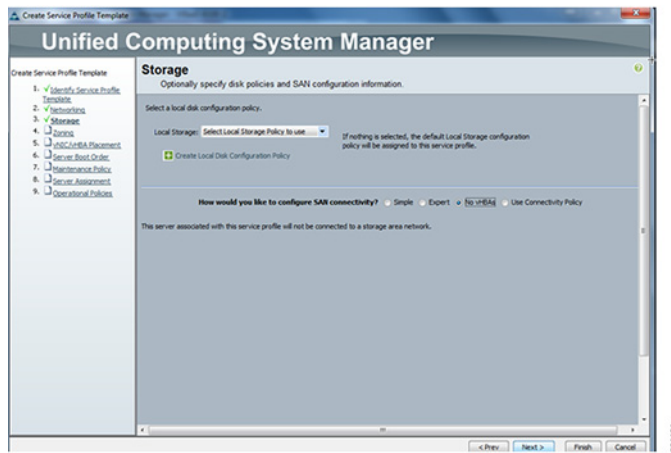 Create Service Profile Template
Unified Computing System Manager
Create Service Profile Template
1. Identify Service Profile
Template
2. Networking
3. Storage
4. Zoning
5. vNIC/vHBA Placement
6. Server Boot Order
7. Maintenance Policy
8. Server Assignment
9. Operational Policies
Storage
Optionally specify disk policies and SAN configuration information.
Select a local disk configuration policy.
Local Storage: Select Local Storage Policy to use
If nothing is selected, the default Local Storage configuration
policy will be assigned to this service profile.
Create Local Disk Configuration Policy
How would you like to configure SAN connectivity? Simple Expert No vHBAs Use Connectivity Policy
This server associated with this service profile will not be connected to a storage area network.
< Prev Next > Finish Cancel